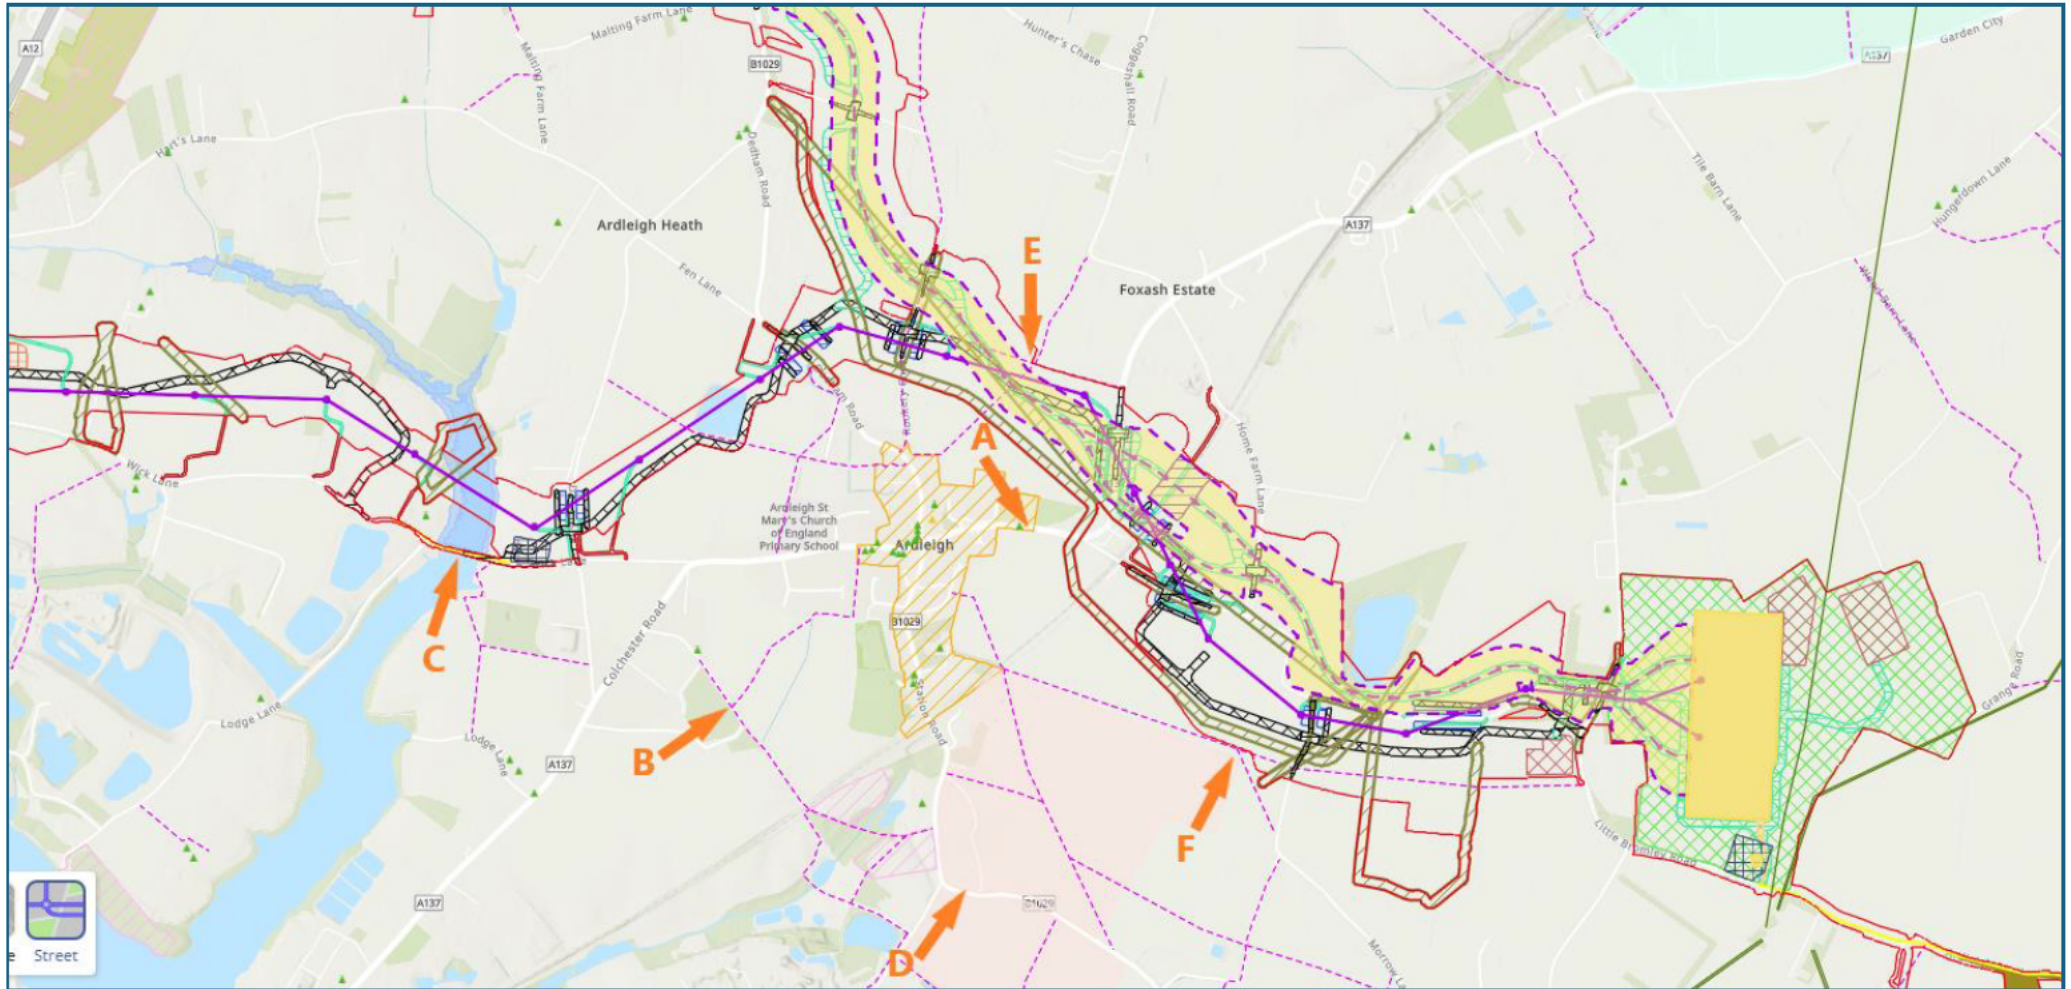 Malting Farm Lane
A12
B1029
Hunter's Chase
Coggeshall Road
Garden City
A137
Malting Farm Lane
Hart's Lane
Dedham Road
Tile Barn Lane
Hungerdown Lane
Ardleigh Heath
A137
E
Fen Lane
Foxash Estate
A
Home Farm Lane
Wick Lane
Ardleigh St
Mary's Church
of England
Primary School
Ardleigh
C
B1029
Colchester Road
Station Road
Lodge Lane
Lodge Lane
B
A137
Grange Road
F
Little Bromley Road
A137
D
B1029
Street